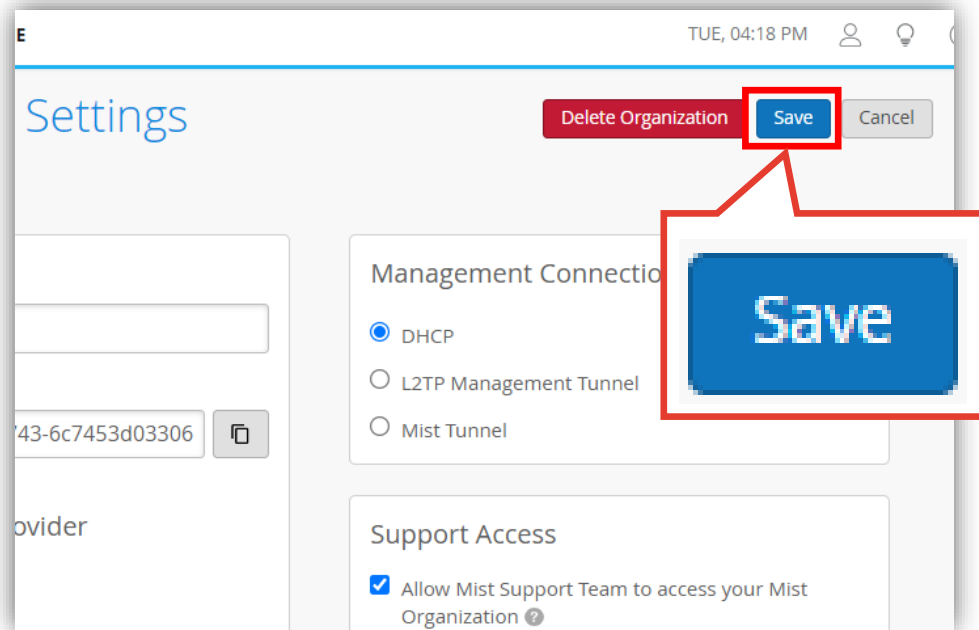 E
TUE, 04:18 PM
Settings
Delete Organization
Save
Cancel
Management Connectio
Save
DHCP
L2TP Management Tunnel
Mist Tunnel
743-6c7453d03306
ovider
Support Access
Allow Mist Support Team to access your Mist
Organization ?